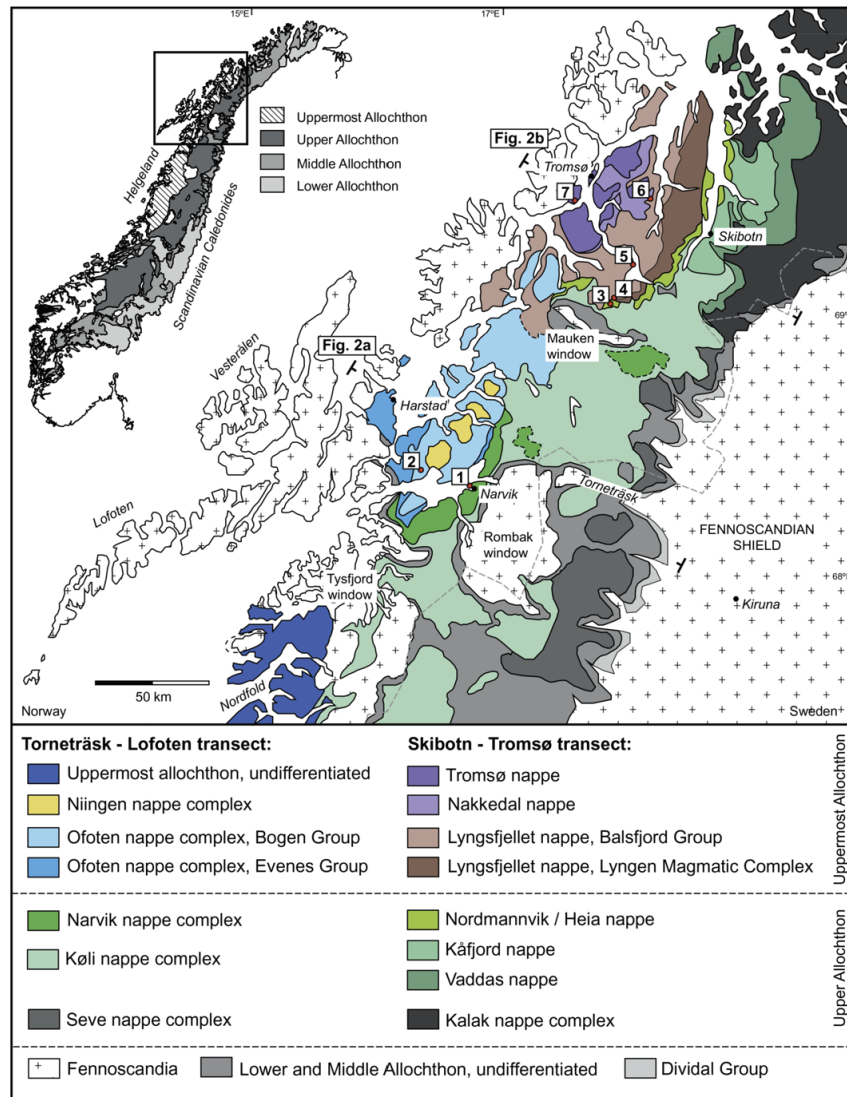 15ºE
17ºE
Uppermost Allochthon
Upper Allochthon
Middle Allochthon
Lower Allochthon
Helgeland
Scandinavian Caledonides
Fig. 2b
Tromsø
7
6
Skibotn
5
4
3
69º
Mauken
window
Vesterålen
Fig. 2a
Harstad
2
1
Narvik
Torneträsk
Lofoten
Rombak
window
FENNOSCANDIAN
SHIELD
Tysfjord
window
68º
Kiruna
Nordfold
50 km
Norway
Sweden
Torneträsk - Lofoten transect:
Uppermost allochthon, undifferentiated
Niingen nappe complex
Ofoten nappe complex, Bogen Group
Ofoten nappe complex, Evenes Group
Skibotn - Tromsø transect:
Tromsø nappe
Nakkedal nappe
Lyngsfjellet nappe, Balsfjord Group
Lyngsfjellet nappe, Lyngen Magmatic Complex
Uppermost Allochthon
Narvik nappe complex
Køli nappe complex
Seve nappe complex
Nordmannvik / Heia nappe
Kåfjord nappe
Vaddas nappe
Kalak nappe complex
Upper Allochthon
Fennoscandia
Lower and Middle Allochthon, undifferentiated
Dividal Group